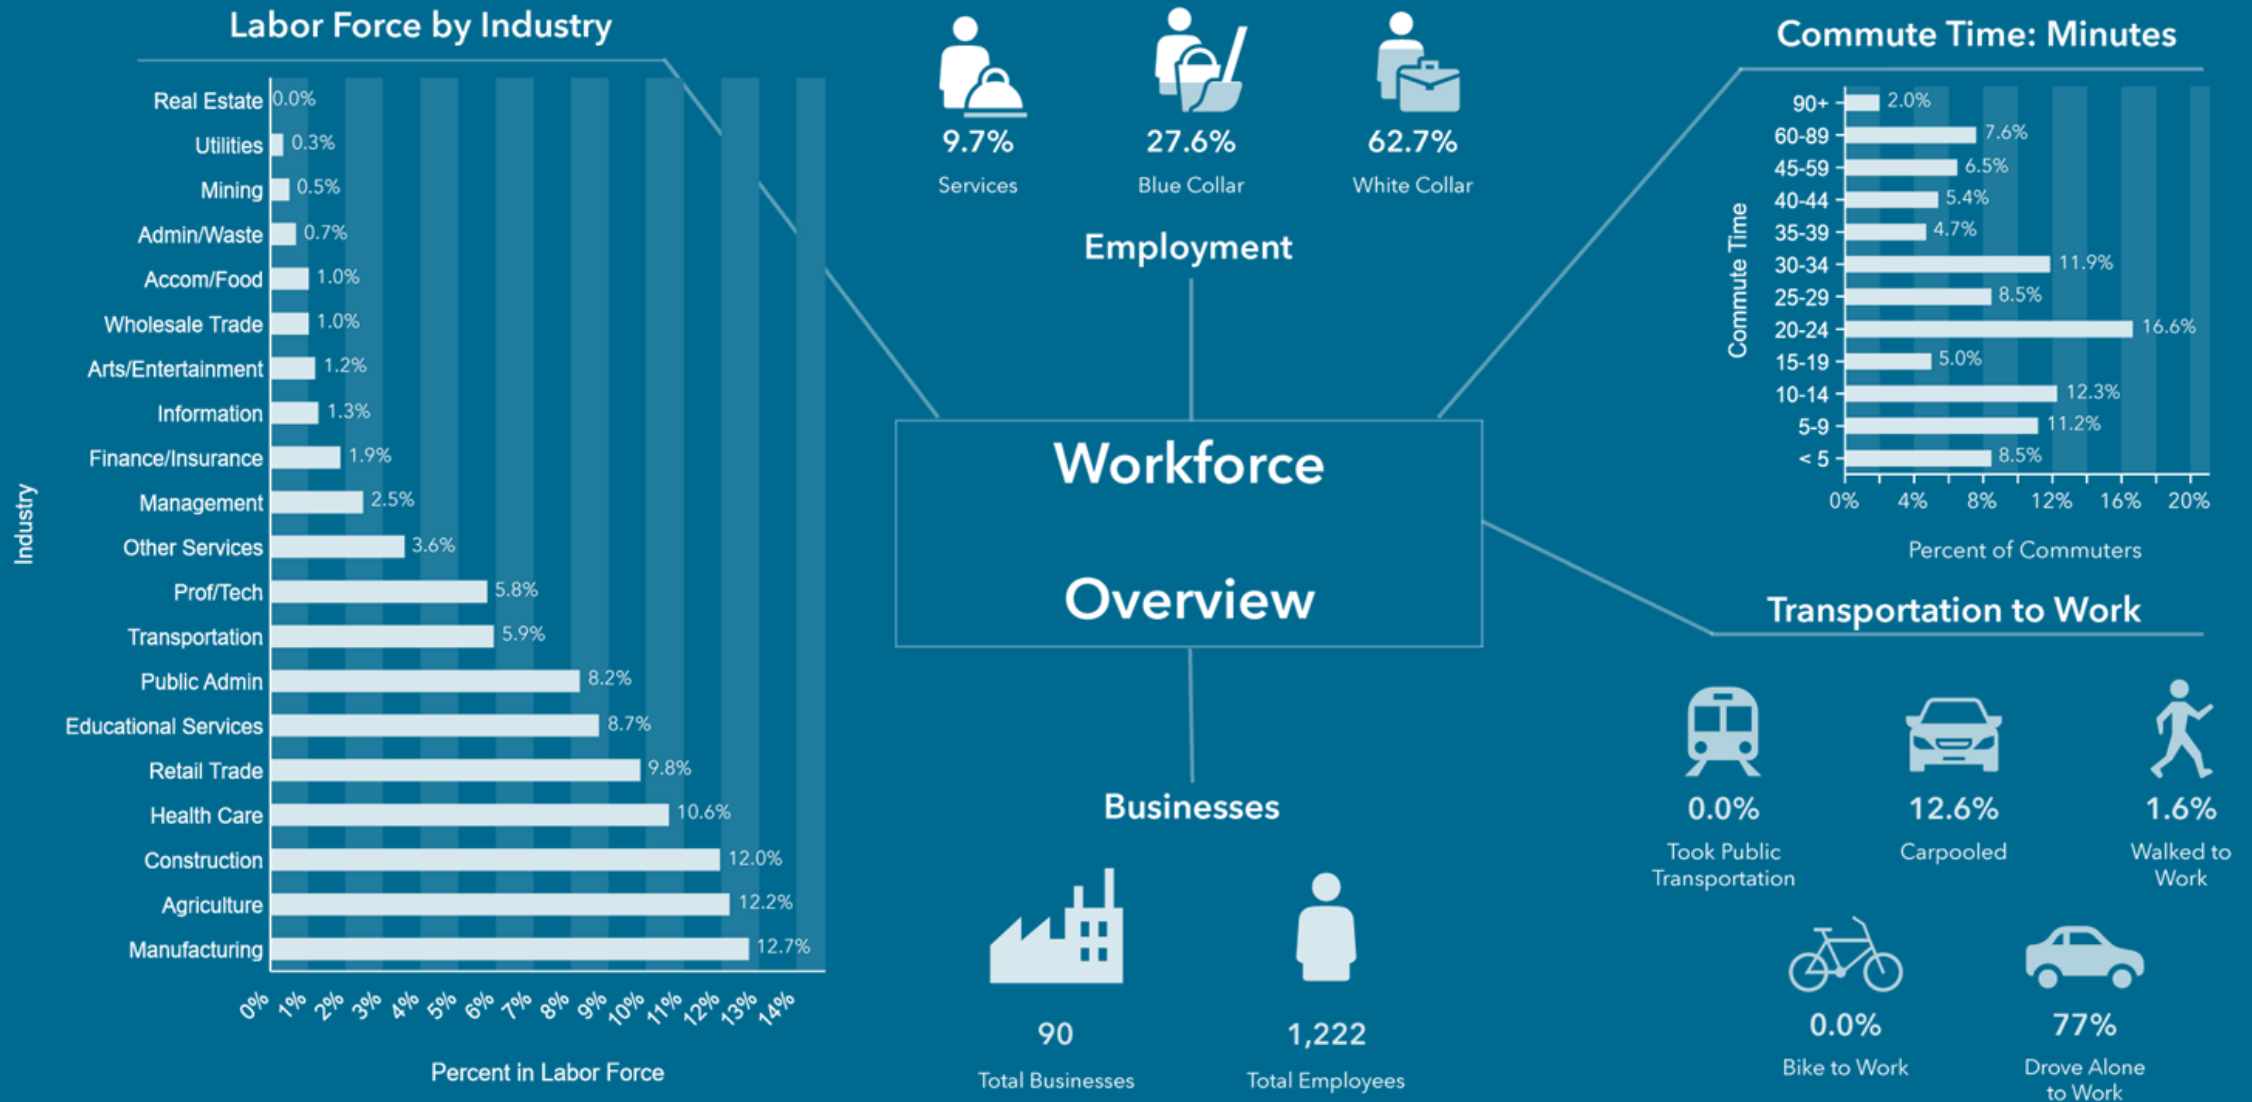 Labor Force by Industry
Industry
Real Estate 0.0%
Utilities 0.3%
Mining 0.5%
Admin/Waste 0.7%
Accom/Food 1.0%
Wholesale Trade 1.0%
Arts/Entertainment 1.2%
Information 1.3%
Finance/Insurance 1.9%
Management 2.5%
Other Services 3.6%
Prof/Tech 5.8%
Transportation 5.9%
Public Admin 8.2%
Educational Services 8.7%
Retail Trade 9.8%
Health Care 10.6%
Construction 12.0%
Agriculture 12.2%
Manufacturing 12.7%
0% 1% 2% 3% 4% 5% 6% 7% 8% 9% 10% 11% 12% 13% 14%
Percent in Labor Force
9.7% 27.6% 62.7%
Services Blue Collar White Collar
Employment
Workforce
Overview
Businesses
90 1,222
Total Businesses Total Employees
Commute Time: Minutes
Commute Time
90+ 2.0%
60-89 7.6%
45-59 6.5%
40-44 5.4%
35-39 4.7%
30-34 11.9%
25-29 8.5%
20-24 16.6%
15-19 5.0%
10-14 12.3%
5-9 11.2%
< 5 8.5%
0% 4% 8% 12% 16% 20%
Percent of Commuters
Transportation to Work
0.0% 12.6% 1.6%
Took Public Carpooled Walked to
Transportation Work
0.0% 77%
Bike to Work Drove Alone
to Work